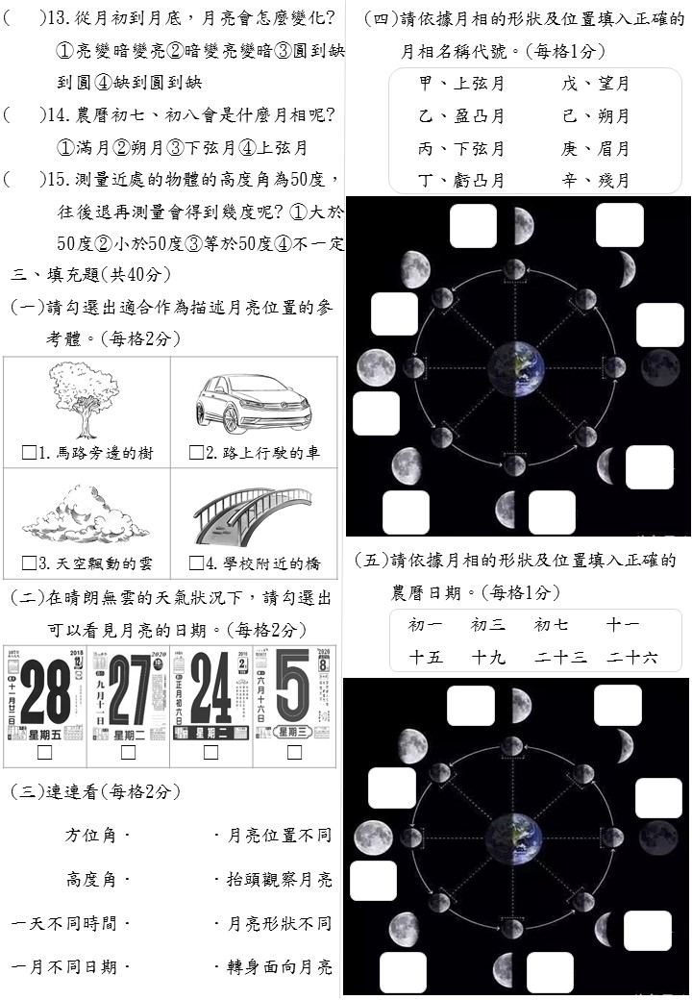 (　　)13.從月初到月底，月亮會怎麼變化?
①亮變暗變亮②暗變亮變暗③圓到缺
到圓④缺到圓到缺
(　　)14.農曆初七、初八會是什麼月相呢?
①滿月②朔月③下弦月④上弦月
(　　)15.測量近處的物體的高度角為50度，
往後退再測量會得到幾度呢? ①大於
50度②小於50度③等於50度④不一定
三、填充題(共40分)
(一)請勾選出適合作為描述月亮位置的參
考體。(每格2分)
□1.馬路旁邊的樹
□2.路上行駛的車
□3.天空飄動的雲
□4.學校附近的橋
(二)在晴朗無雲的天氣狀況下，請勾選出
可以看見月亮的日期。(每格2分)
2018
12
十一月廿二日
28
星期五
2020
九月十一日
27
星期二
2
正月初六日
24
星期二
2020
8
六月十六日
5
星期三
□
□
□
□
(三)連連看(每格2分)
方位角．　．月亮位置不同
高度角．　．抬頭觀察月亮
一天不同時間．　．月亮形狀不同
一月不同日期．　．轉身面向月亮
(四)請依據月相的形狀及位置填入正確的
月相名稱代號。(每格1分)
甲、上弦月　戊、望月
乙、盈凸月　己、朔月
丙、下弦月　庚、眉月
丁、虧凸月　辛、殘月
(五)請依據月相的形狀及位置填入正確的
農曆日期。(每格1分)
初一　初三　初七　十一
十五　十九　二十三　二十六